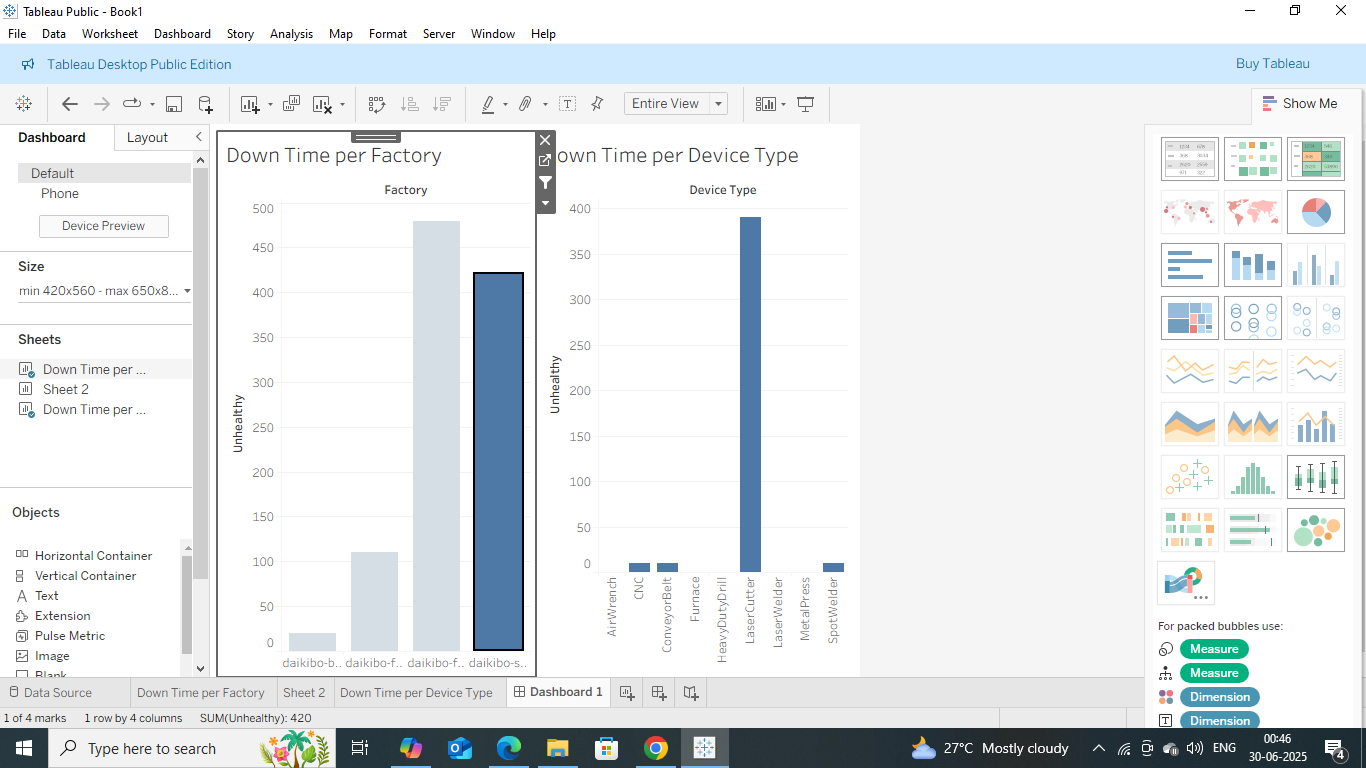 Tableau Public - Book1
File Data Worksheet Dashboard Story Analysis Map Format Server Window Help
Tableau Desktop Public Edition
Buy Tableau
Entire View
Show Me
Dashboard Layout
Default
Phone
Device Preview
Size
min 420x560 - max 650x8...
Sheets
Down Time per ...
Sheet 2
Down Time per ...
Objects
Horizontal Container
Vertical Container
Text
Extension
Pulse Metric
Image
Blank
Down Time per Factory
Factory
500
450
400
350
300
250
200
150
100
50
0
Unhealthy
daikibo-b.. daikibo-f.. daikibo-f.. daikibo-s..
own Time per Device Type
Device Type
400
350
300
250
200
150
100
50
0
Unhealthy
AirWrench
CNC
ConveyorBelt
Furnace
HeavyDutyDrill
LaserCutter
LaserWelder
MetalPress
SpotWelder
For packed bubbles use:
Measure
Measure
Dimension
Dimension
Data Source Down Time per Factory Sheet 2 Down Time per Device Type Dashboard 1
1 of 4 marks 1 row by 4 columns SUM(Unhealthy): 420
Type here to search
27°C Mostly cloudy
ENG
00:46
30-06-2025
4